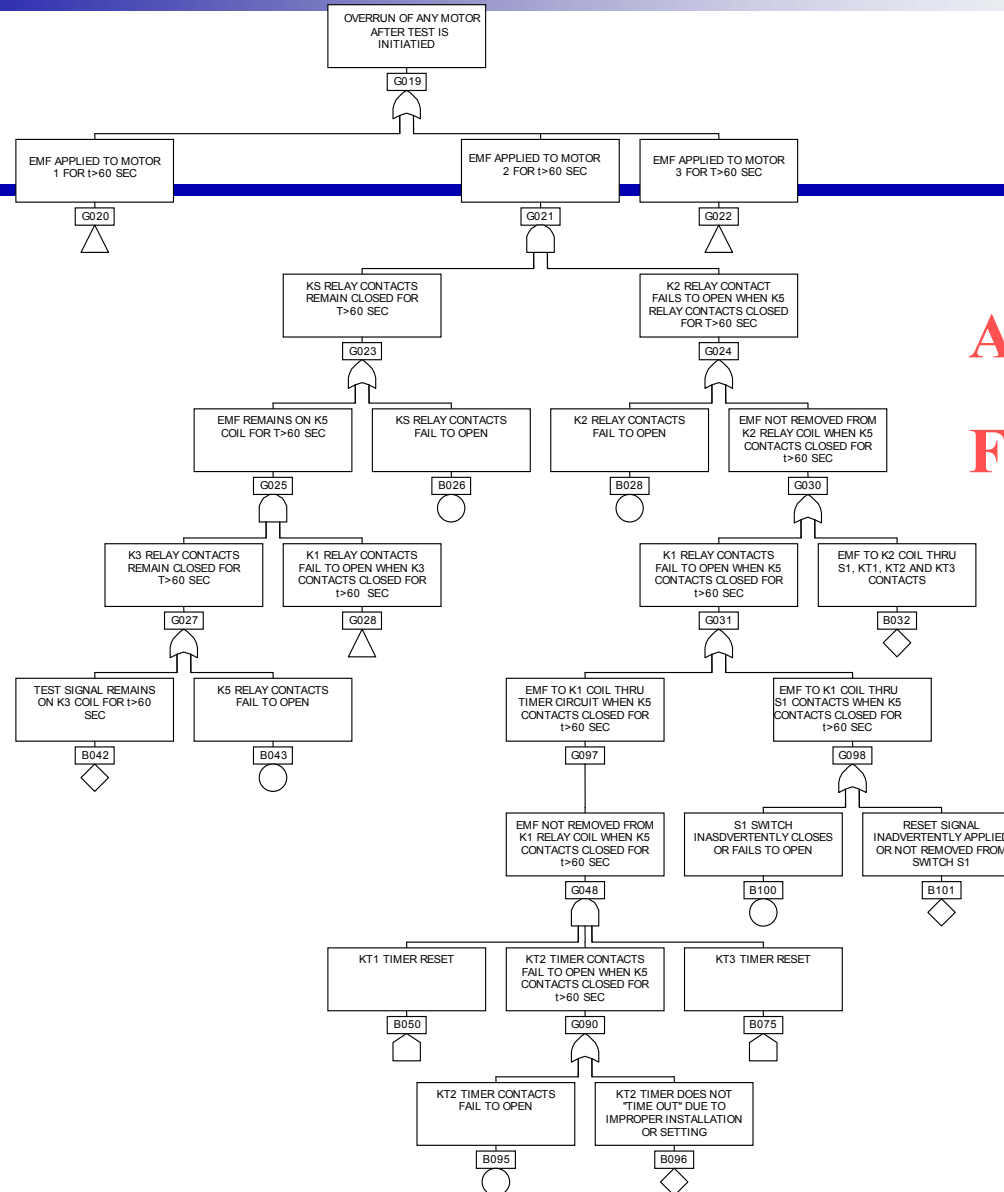 OVERRUN OF ANY MOTOR
AFTER TEST IS
INITIATIED
G019
EMF APPLIED TO MOTOR
1 FOR t>60 SEC
G020
EMF APPLIED TO MOTOR
2 FOR t>60 SEC
G021
EMF APPLIED TO MOTOR
3 FOR T>60 SEC
G022
KS RELAY CONTACTS
REMAIN CLOSED FOR
T>60 SEC
G023
K2 RELAY CONTACT
FAILS TO OPEN WHEN K5
RELAY CONTACTS CLOSED
FOR T>60 SEC
G024
A
F
EMF REMAINS ON K5
COIL FOR T>60 SEC
G025
KS RELAY CONTACTS
FAIL TO OPEN
B026
K2 RELAY CONTACTS
FAIL TO OPEN
B028
EMF NOT REMOVED FROM
K2 RELAY COIL WHEN K5
CONTACTS CLOSED FOR
t>60 SEC
G030
K3 RELAY CONTACTS
REMAIN CLOSED FOR
T>60 SEC
G027
K1 RELAY CONTACTS
FAIL TO OPEN WHEN K3
CONTACTS CLOSED FOR
t>60 SEC
G028
K1 RELAY CONTACTS
FAIL TO OPEN WHEN K5
CONTACTS CLOSED FOR
t>60 SEC
G031
EMF TO K2 COIL THRU
S1, KT1, KT2 AND KT3
CONTACTS
B032
TEST SIGNAL REMAINS
ON K3 COIL FOR t>60
SEC
B042
K5 RELAY CONTACTS
FAIL TO OPEN
B043
EMF TO K1 COIL THRU
TIMER CIRCUIT WHEN K5
CONTACTS CLOSED FOR
t>60 SEC
G097
EMF TO K1 COIL THRU
S1 CONTACTS WHEN K5
CONTACTS CLOSED FOR
t>60 SEC
G098
EMF NOT REMOVED FROM
K1 RELAY COIL WHEN K5
CONTACTS CLOSED FOR
t>60 SEC
G048
S1 SWITCH
INASDVERTENTLY CLOSES
OR FAILS TO OPEN
B100
RESET SIGNAL
INADVERTENTLY APPLIED
OR NOT REMOVED FROM
SWITCH S1
B101
KT1 TIMER RESET
B050
KT2 TIMER CONTACTS
FAIL TO OPEN WHEN K5
CONTACTS CLOSED FOR
t>60 SEC
G090
KT3 TIMER RESET
B075
KT2 TIMER CONTACTS
FAIL TO OPEN
B095
KT2 TIMER DOES NOT
"TIME OUT" DUE TO
IMPROPER INSTALLATION
OR SETTING
B096